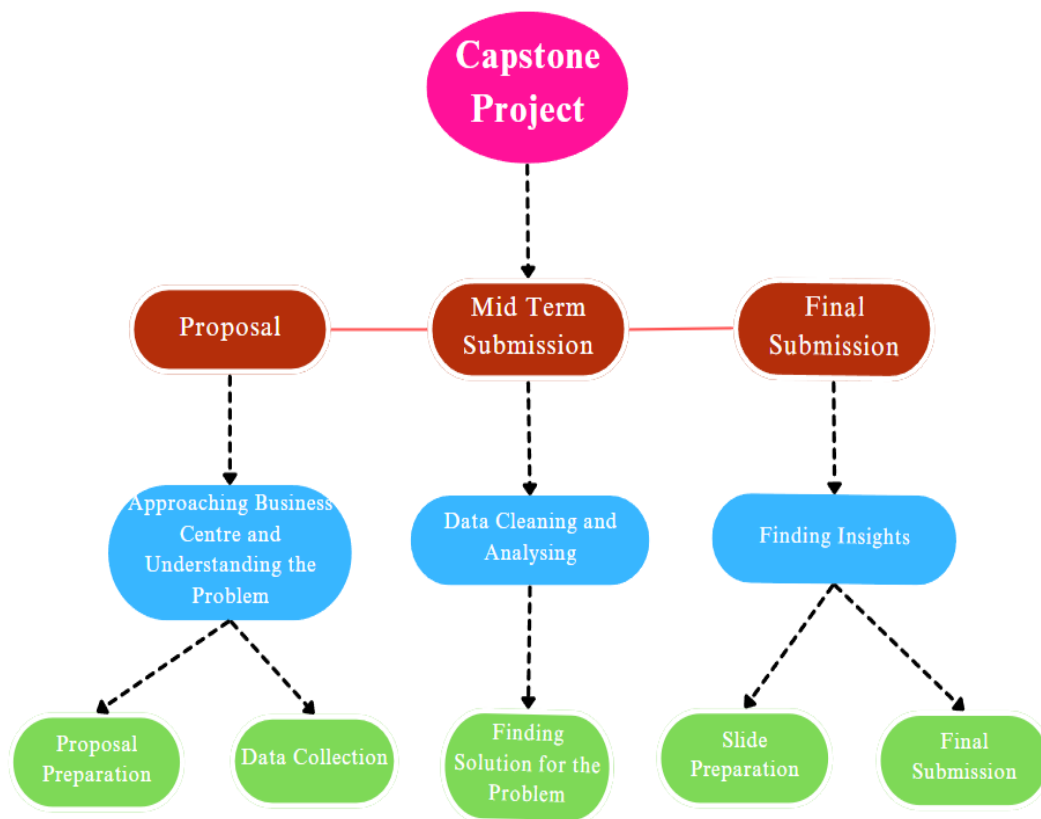 Capstone
Project
Proposal
Mid Term
Submission
Final
Submission
Approaching Business
Centre and
Understanding the
Problem
Data Cleaning and
Analysing
Finding Insights
Proposal
Preparation
Data Collection
Finding
Solution for the
Problem
Slide
Preparation
Final
Submission